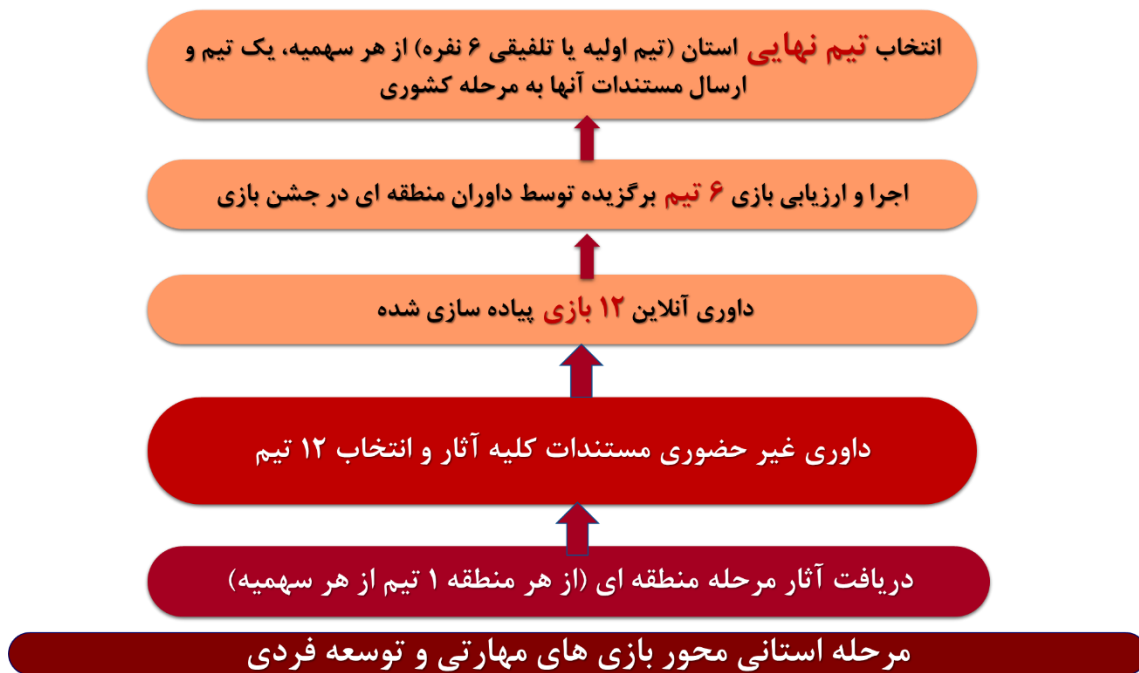 انتخاب تیم نهایی استان (تیم اولیه یا تلفیقی ۶ نفره) از هر سهمیه، یک تیم و
ارسال مستندات آنها به مرحله کشوری
اجرا و ارزیابی بازی ۶ تیم برگزیده توسط داوران منطقه ای در جشن بازی
داوری آنلاین ۱۲ بازی پیاده سازی شده
داوری غیر حضوری مستندات کلیه آثار و انتخاب ۱۲ تیم
دریافت آثار مرحله منطقه ای (از هر منطقه ۱ تیم از هر سهمیه)
مرحله استانی محور بازی های مهارتی و توسعه فردی